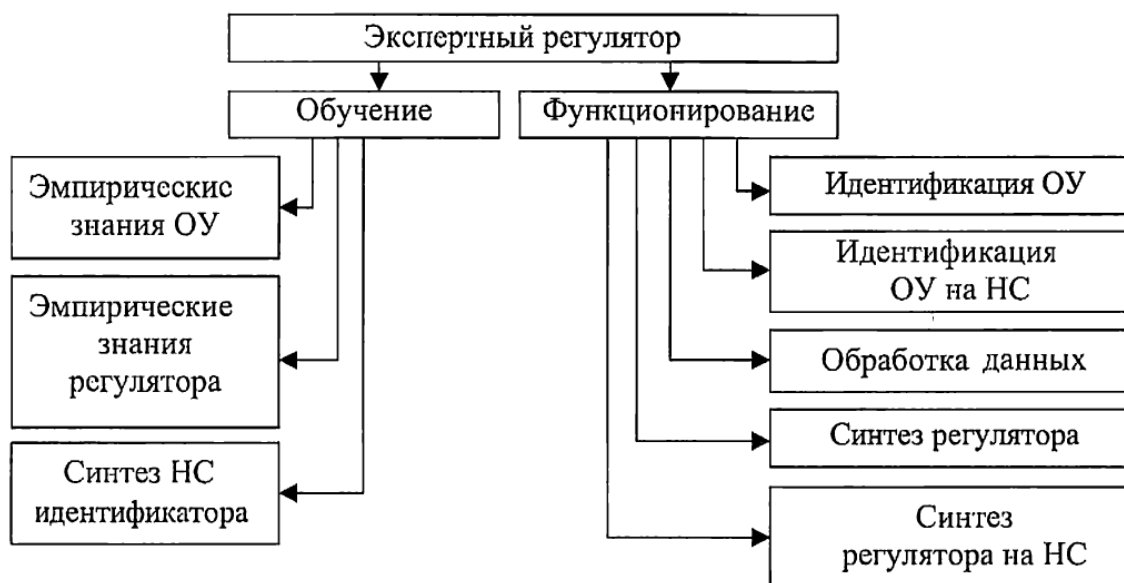 Экспертный регулятор
Обучение
Функционирование
Эмпирические
знания ОУ
Эмпирические
знания
регулятора
Синтез НС
идентификатора
Идентификация ОУ
Идентификация
ОУ на НС
Обработка данных
Синтез регулятора
Синтез
регулятора на НС